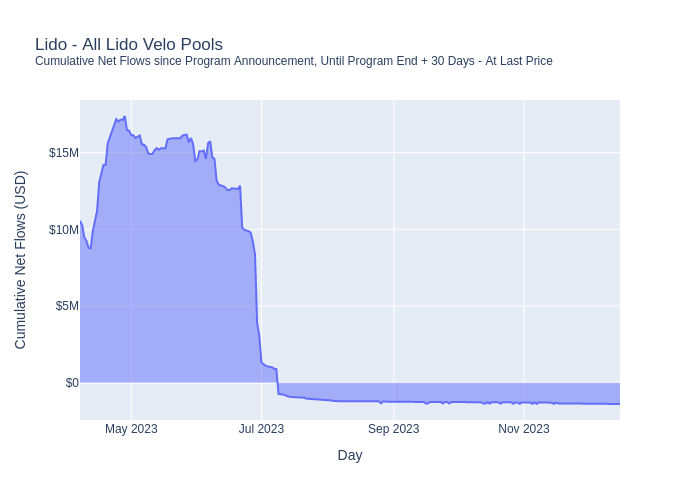 Lido - All Lido Velo Pools
Cumulative Net Flows since Program Announcement, Until Program End + 30 Days - At Last Price
Cumulative Net Flows (USD)
$15M
$10M
$5M
$0
May 2023
Jul 2023
Sep 2023
Nov 2023
Day